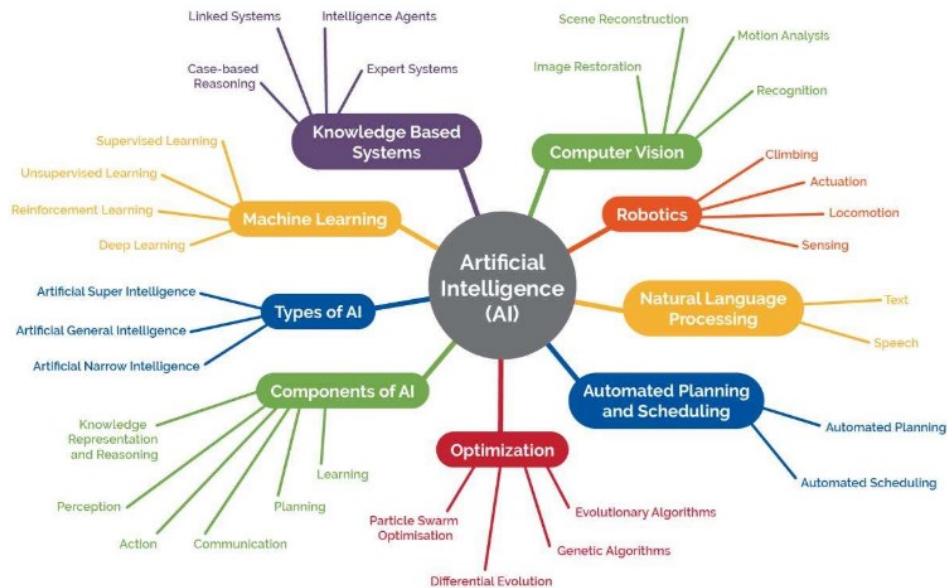 Linked Systems
Intelligence Agents
Case-based
Reasoning
Expert Systems
Knowledge Based
Systems
Scene Reconstruction
Motion Analysis
Image Restoration
Recognition
Computer Vision
Supervised Learning
Unsupervised Learning
Reinforcement Learning
Deep Learning
Machine Learning
Climbing
Actuation
Locomotion
Sensing
Robotics
Artificial
Intelligence
(AI)
Artificial Super Intelligence
Artificial General Intelligence
Artificial Narrow Intelligence
Types of AI
Natural Language
Processing
Text
Speech
Components of AI
Knowledge
Representation
and Reasoning
Perception
Action
Communication
Planning
Learning
Optimization
Particle Swarm
Optimisation
Differential Evolution
Genetic Algorithms
Evolutionary Algorithms
Automated Planning
and Scheduling
Automated Planning
Automated Scheduling